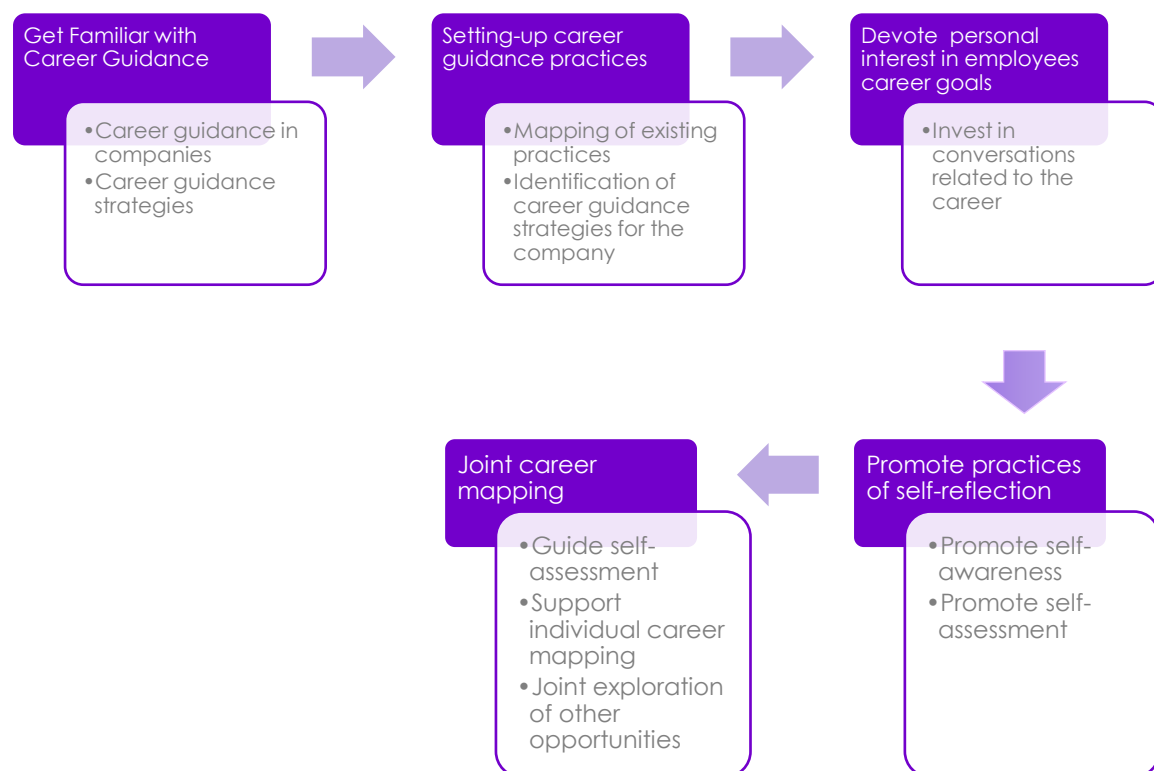 Get Familiar with
Career Guidance
•Career guidance in
companies
•Career guidance
strategies
Setting-up career
guidance practices
•Mapping of existing
practices
•Identification of
career guidance
strategies for the
company
Devote personal
interest in employees
career goals
•Invest in
conversations
related to the
career
Promote practices
of self-reflection
•Promote self-
awareness
•Promote self-
assessment
Joint career
mapping
•Guide self-
assessment
•Support
individual career
mapping
•Joint exploration
of other
opportunities